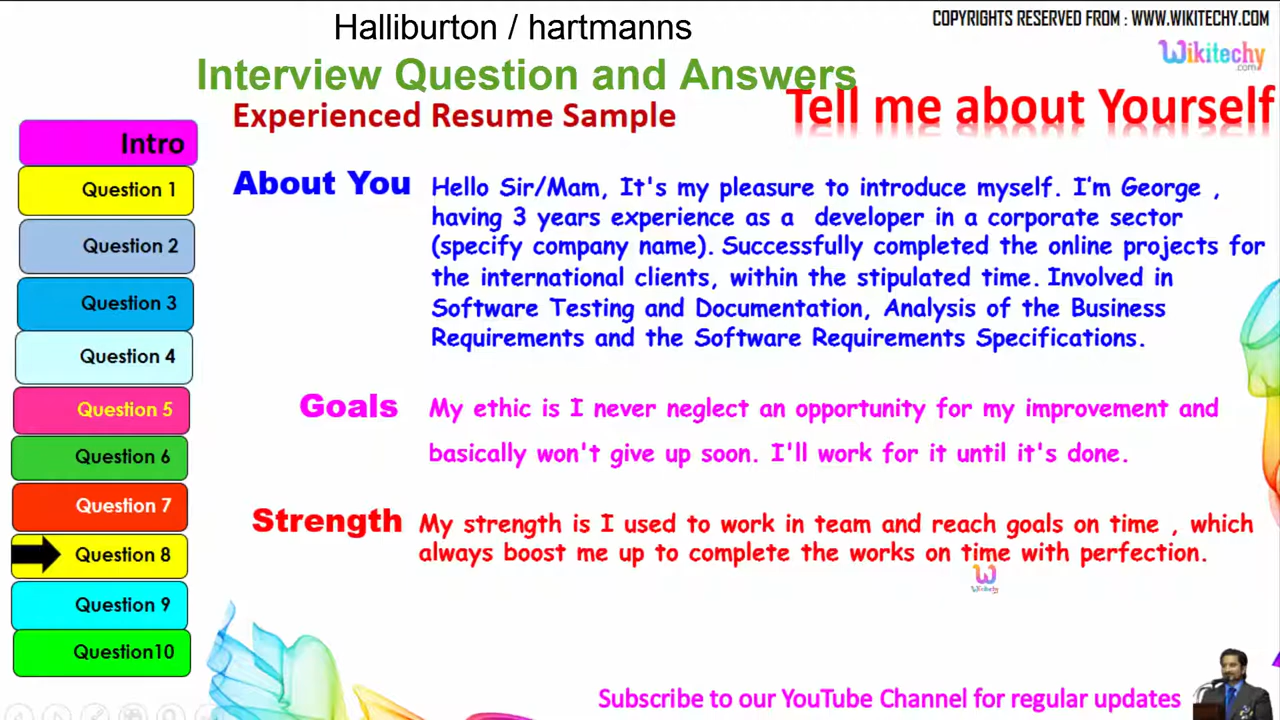 Halliburton / hartmanns
COPYRIGHTS RESERVED FROM : WWW.WIKITECHY.COM
Wikitechy
.com
Interview Question and Answers
Experienced Resume Sample
Tell me about Yourself
Intro
Question 1
Question 2
Question 3
Question 4
Question 5
Question 6
Question 7
Question 8
Question 9
Question10
About You
Hello Sir/Mam, It's my pleasure to introduce myself. I’m George ,
having 3 years experience as a developer in a corporate sector
(specify company name). Successfully completed the online projects for
the international clients, within the stipulated time. Involved in
Software Testing and Documentation, Analysis of the Business
Requirements and the Software Requirements Specifications.
Goals
My ethic is I never neglect an opportunity for my improvement and
basically won't give up soon. I'll work for it until it's done.
Strength
My strength is I used to work in team and reach goals on time , which
always boost me up to complete the works on time with perfection.
W
Wikitechy
Subscribe to our YouTube Channel for regular updates